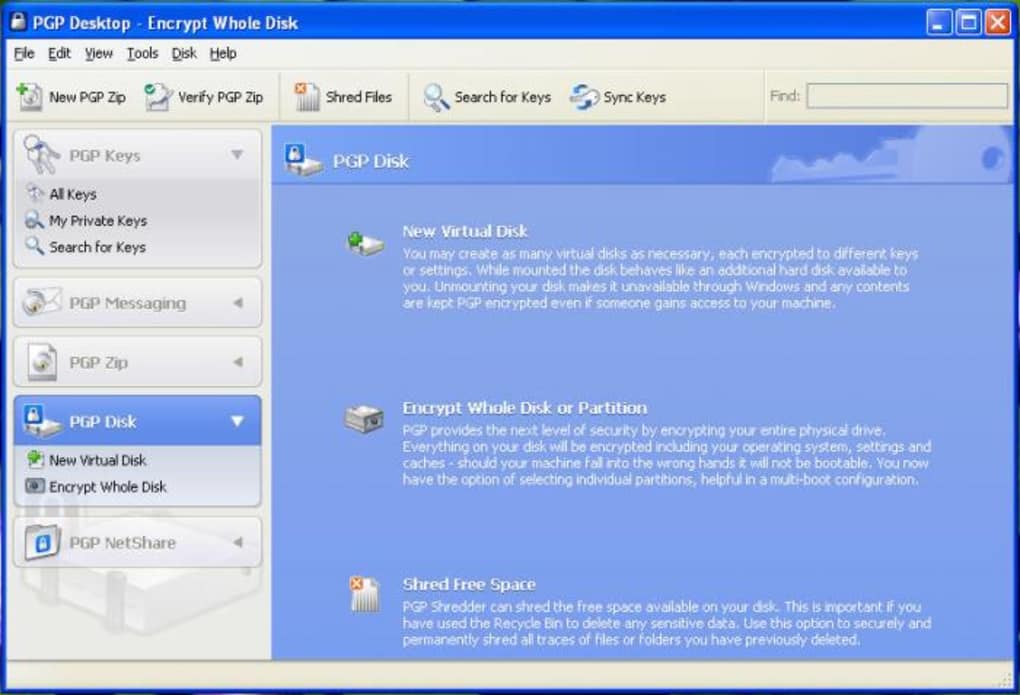 PGP Desktop - Encrypt Whole Disk
File Edit View Tools Disk Help
New PGP Zip Verify PGP Zip Shred Files Search for Keys Sync Keys Find:
PGP Keys
All Keys
My Private Keys
Search for Keys
PGP Messaging
PGP Zip
PGP Disk
New Virtual Disk
Encrypt Whole Disk
PGP NetShare
PGP Disk
New Virtual Disk
You may create as many virtual disks as necessary, each encrypted to different keys
or settings. While mounted the disk behaves like an additional hard disk available to
you. Unmounting your disk makes it unavailable through Windows and any contents
are kept PGP encrypted even if someone gains access to your machine.
Encrypt Whole Disk or Partition
PGP provides the next level of security by encrypting your entire physical drive.
Everything on your disk will be encrypted including your operating system, settings and
caches - should your machine fall into the wrong hands it will not be bootable. You now
have the option of selecting individual partitions, helpful in a multi-boot configuration.
Shred Free Space
PGP Shredder can shred the free space available on your disk. This is important if you
have used the Recycle Bin to delete any sensitive data. Use this option to securely and
permanently shred all traces of files or folders you have previously deleted.